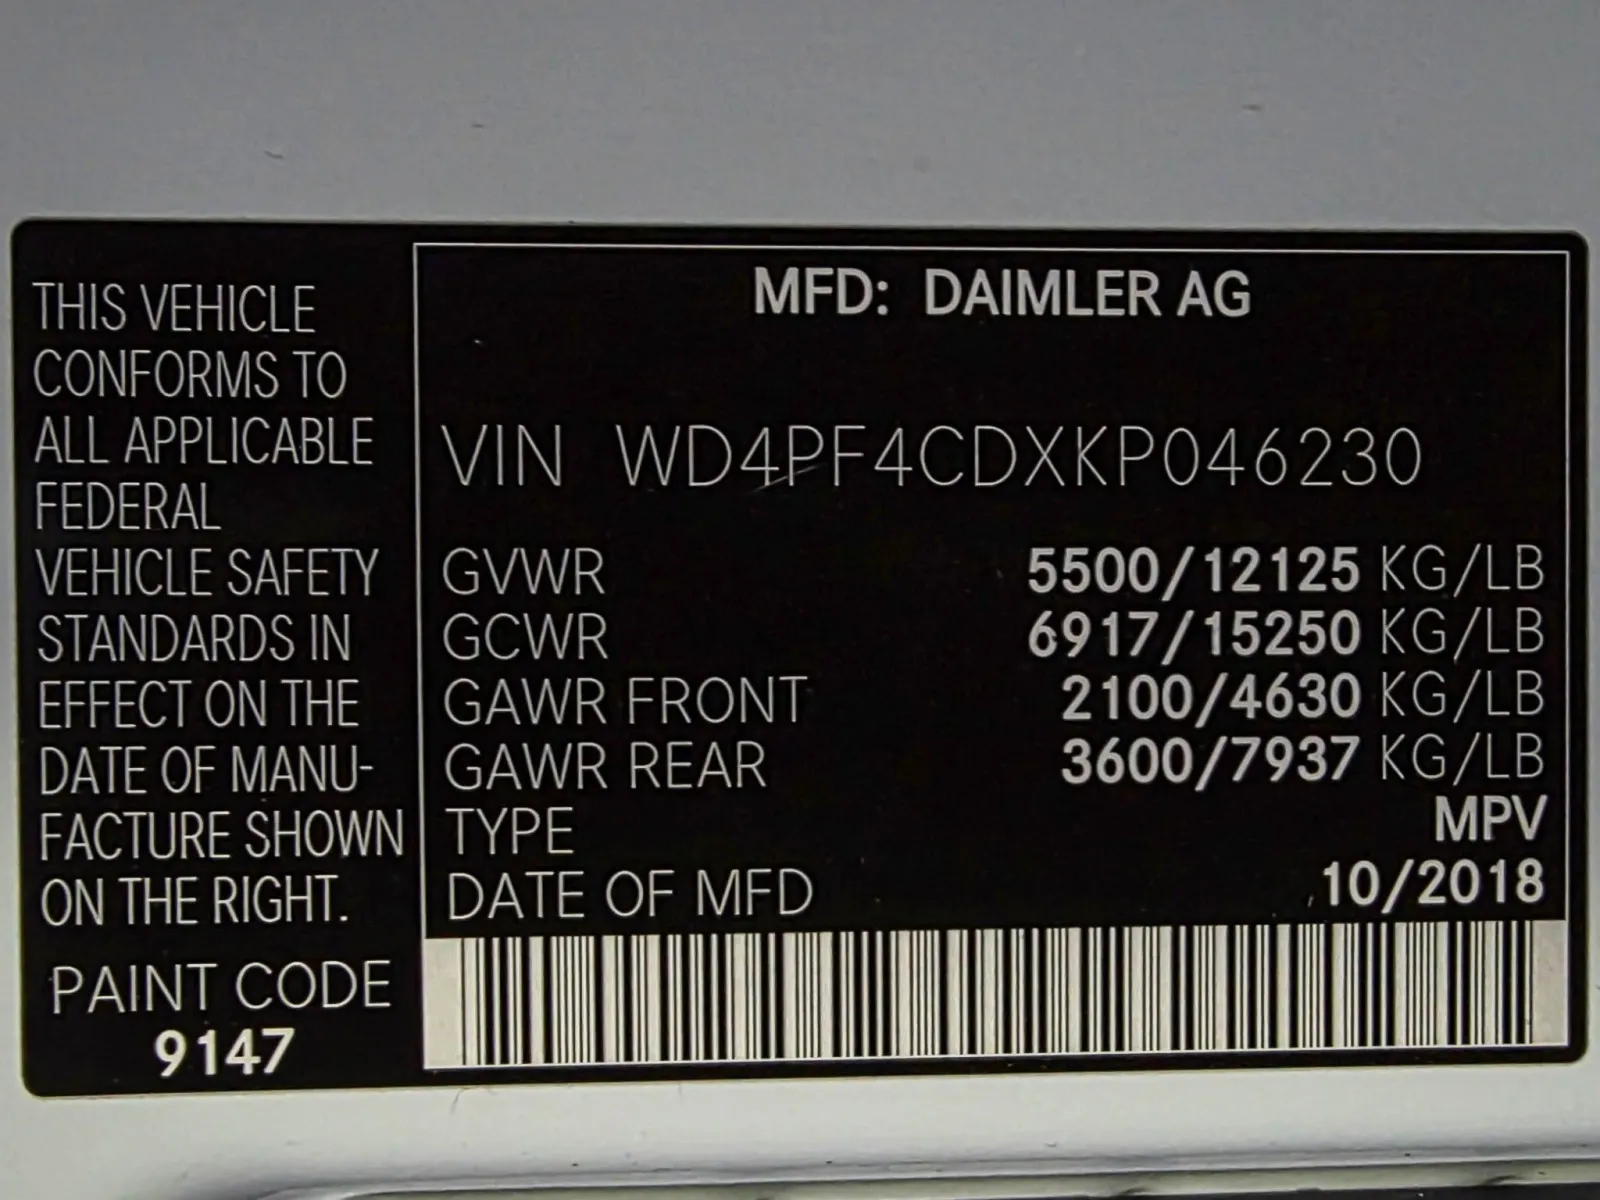 THIS VEHICLE
CONFORMS TO
ALL APPLICABLE
FEDERAL
VEHICLE SAFETY
STANDARDS IN
EFFECT ON THE
DATE OF MANU-
FACTURE SHOWN
ON THE RIGHT.
PAINT CODE
9147
MFD: DAIMLER AG
VIN WD4PF4CDXKP046230
GVWR 5500/12125 KG/LB
GCWR 6917/15250 KG/LB
GAWR FRONT 2100/4630 KG/LB
GAWR REAR 3600/7937 KG/LB
TYPE MPV
DATE OF MFD 10/2018